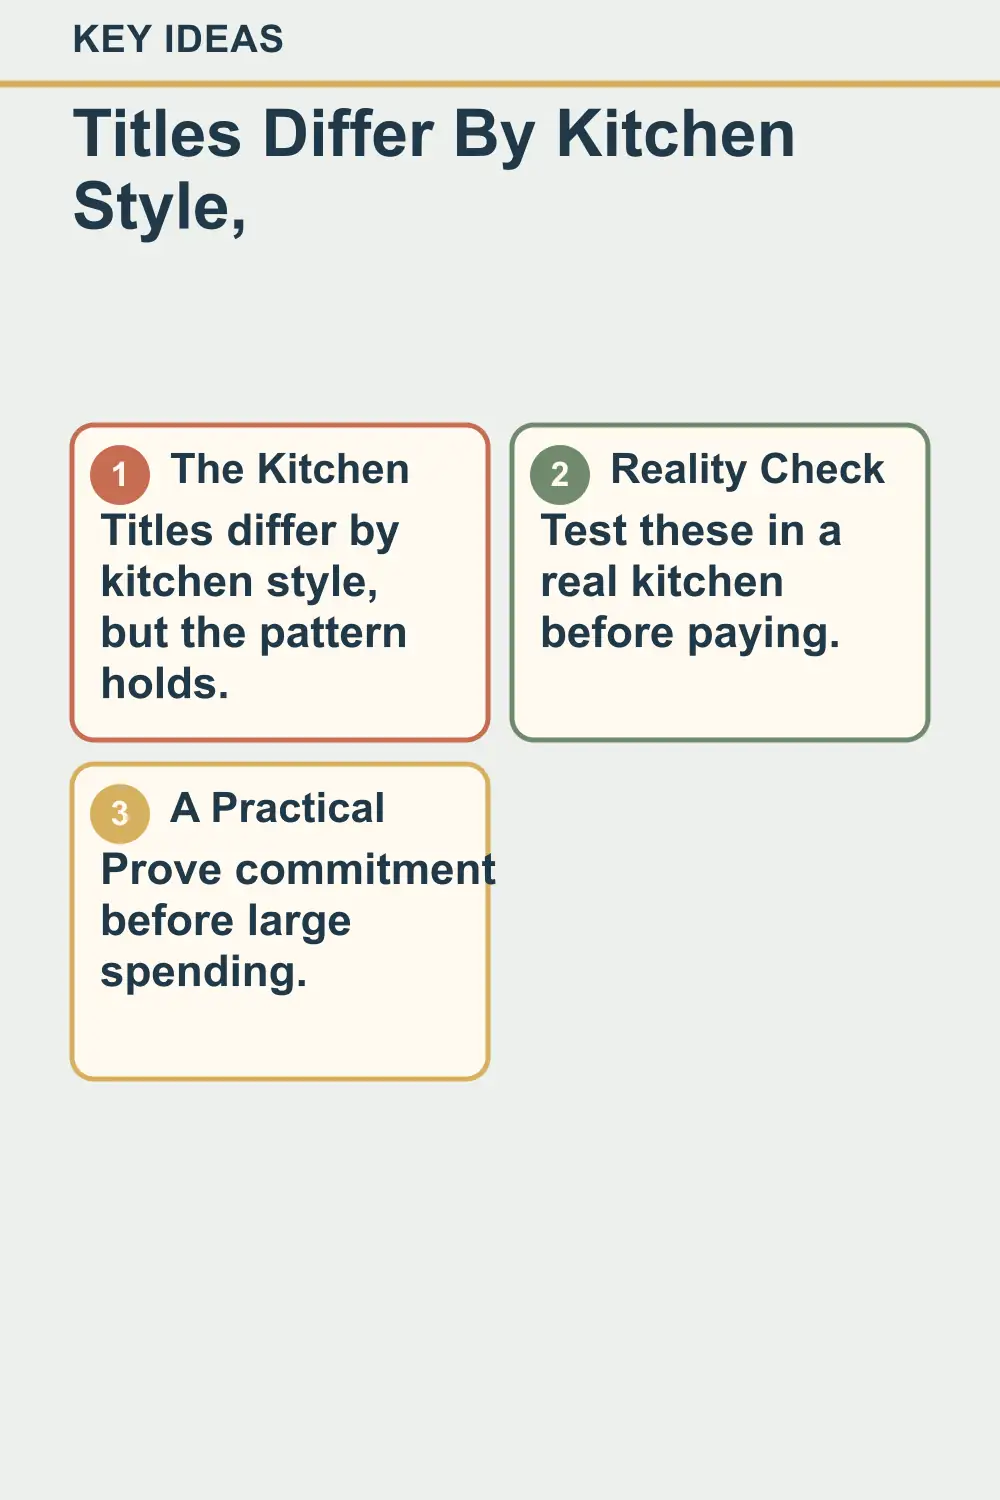 KEY IDEAS
Titles Differ By Kitchen
Style,
1 The Kitchen
Titles differ by
kitchen style,
but the pattern
holds.
2 Reality Check
Test these in a
real kitchen
before paying.
3 A Practical
Prove commitment
before large
spending.